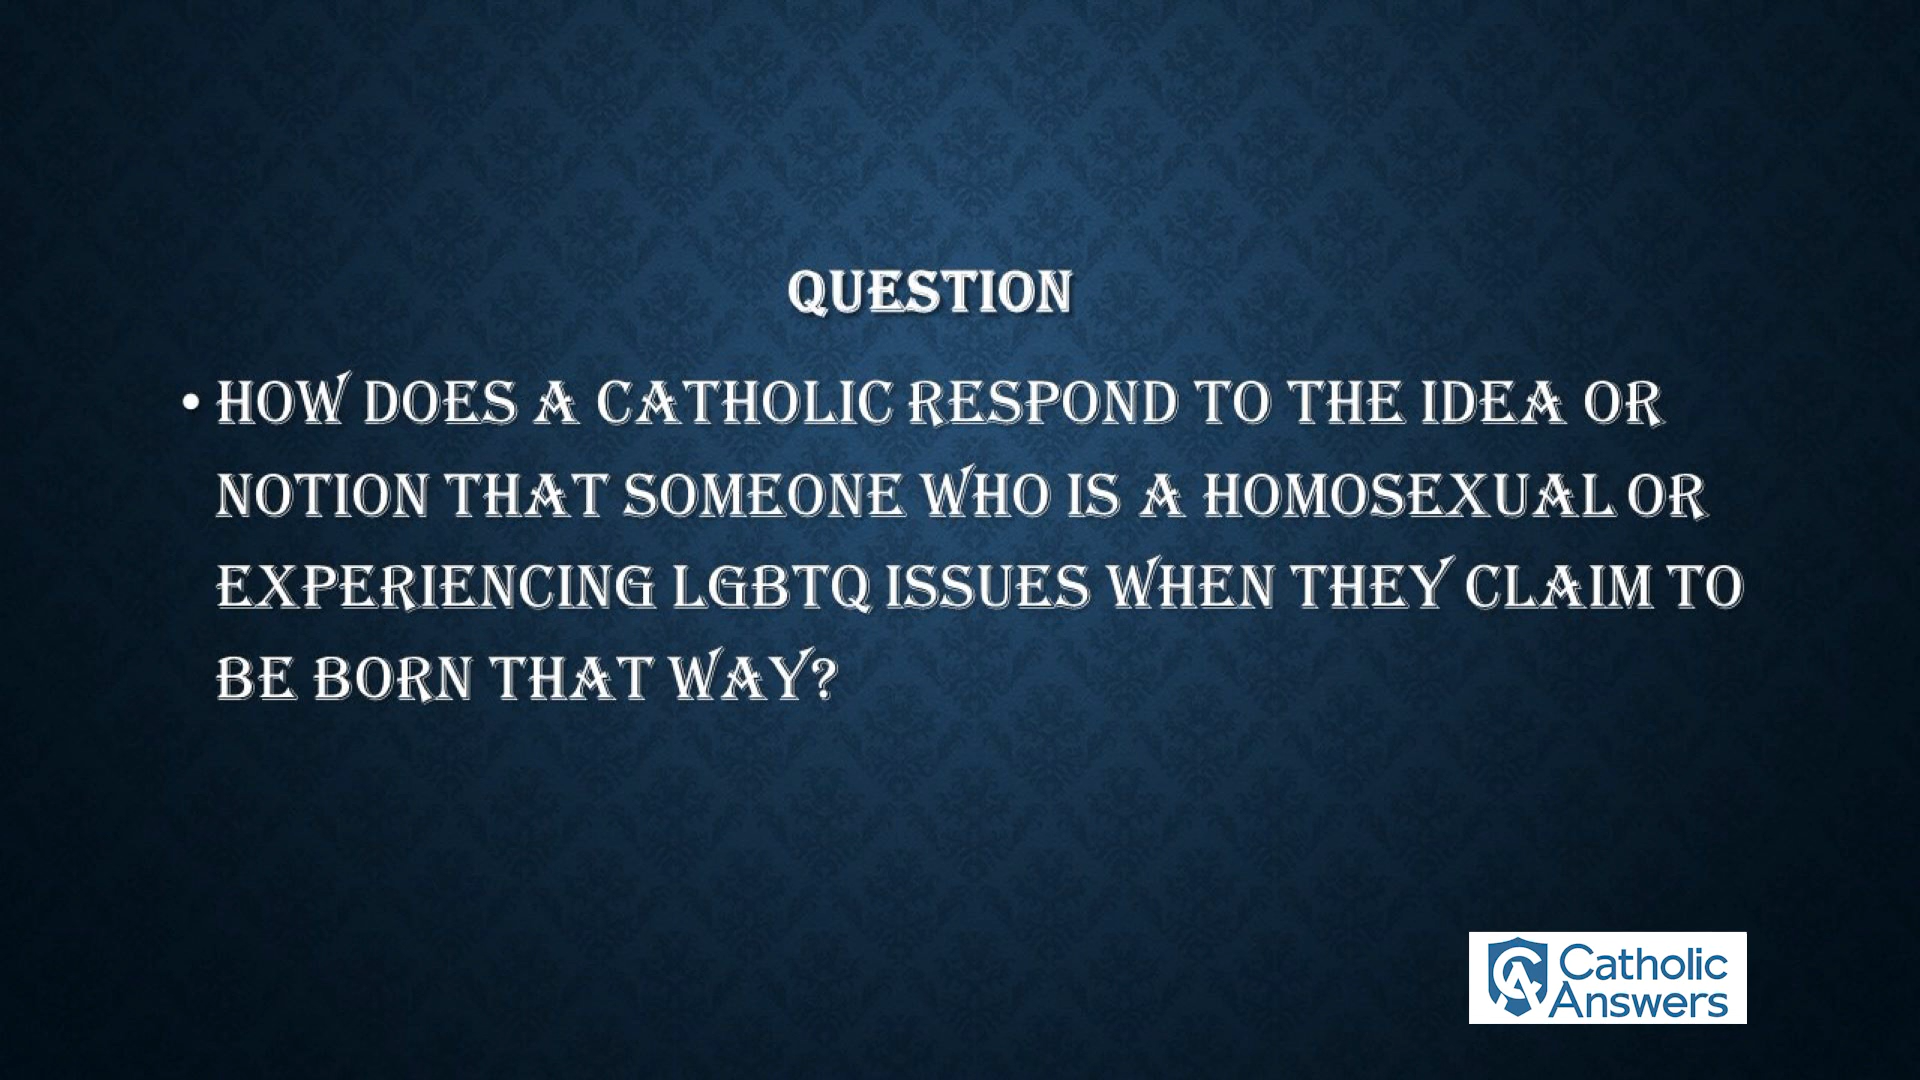 QUESTION
• HOW DOES A CATHOLIC RESPOND TO THE IDEA OR
NOTION THAT SOMEONE WHO IS A HOMOSEXUAL OR
EXPERIENCING LGBTQ ISSUES WHEN THEY CLAIM TO
BE BORN THAT WAY?
Catholic
Answers